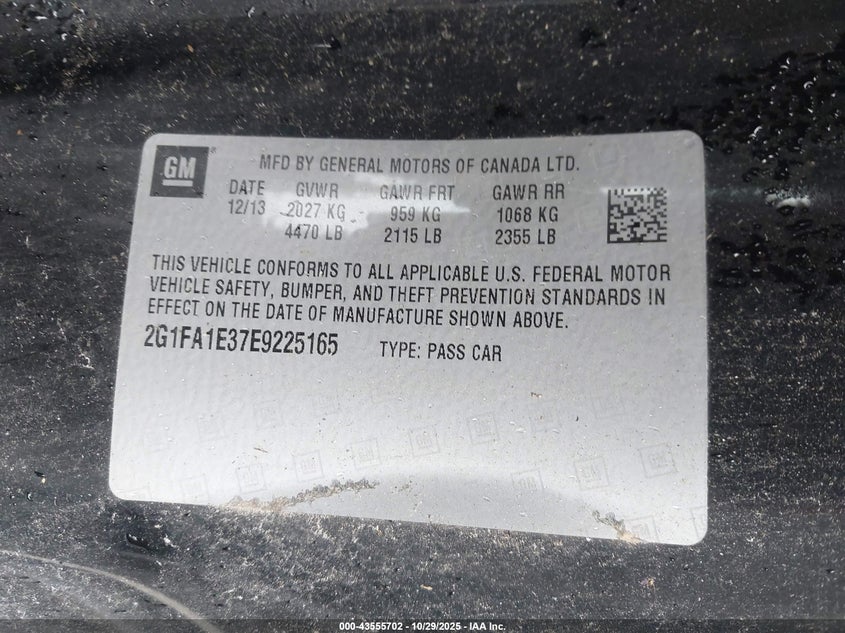 GM
MFD BY GENERAL MOTORS OF CANADA LTD.
DATE GVWR GAWR FRT GAWR RR
12/13 2027 KG 959 KG 1068 KG
4470 LB 2115 LB 2355 LB
THIS VEHICLE CONFORMS TO ALL APPLICABLE U.S. FEDERAL MOTOR
VEHICLE SAFETY, BUMPER, AND THEFT PREVENTION STANDARDS IN
EFFECT ON THE DATE OF MANUFACTURE SHOWN ABOVE.
2G1FA1E37E9225165 TYPE: PASS CAR
000-43555702 - 10/29/2025 - IAA Inc.